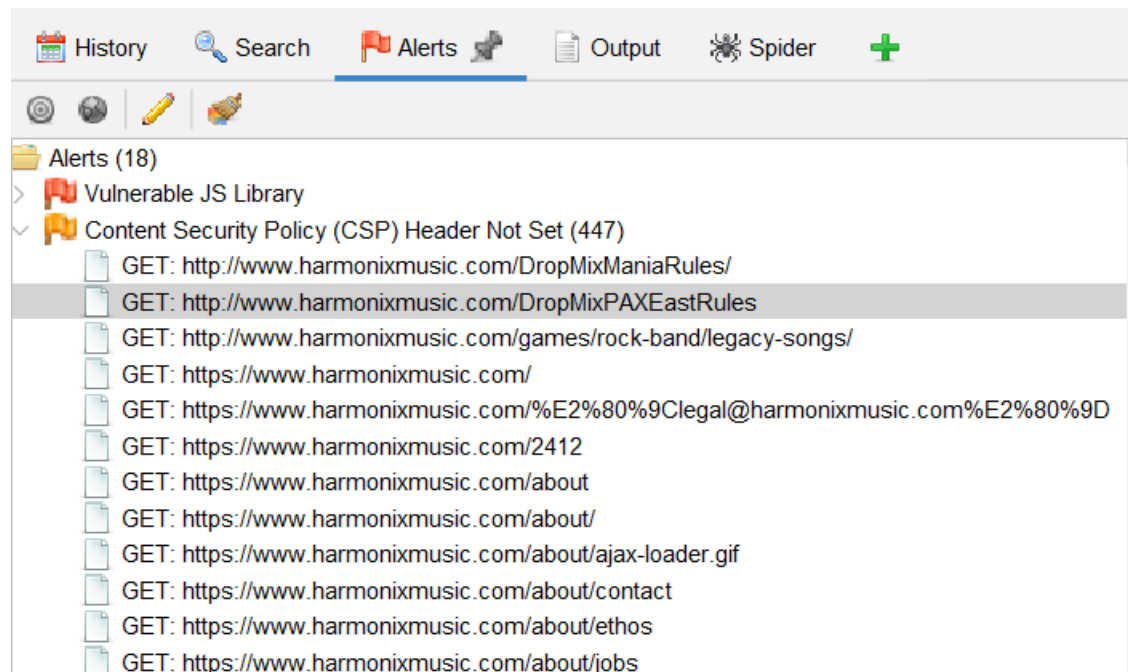 History Search Alerts Output Spider
Alerts (18)
Vulnerable JS Library
Content Security Policy (CSP) Header Not Set (447)
GET: http://www.harmonixmusic.com/DropMixManiaRules/
GET: http://www.harmonixmusic.com/DropMixPAXEastRules
GET: http://www.harmonixmusic.com/games/rock-band/legacy-songs/
GET: https://www.harmonixmusic.com/
GET: https://www.harmonixmusic.com/%E2%80%9Clegal@harmonixmusic.com%E2%80%9D
GET: https://www.harmonixmusic.com/2412
GET: https://www.harmonixmusic.com/about
GET: https://www.harmonixmusic.com/about/
GET: https://www.harmonixmusic.com/about/ajax-loader.gif
GET: https://www.harmonixmusic.com/about/contact
GET: https://www.harmonixmusic.com/about/ethos
GET: https://www.harmonixmusic.com/about/jobs